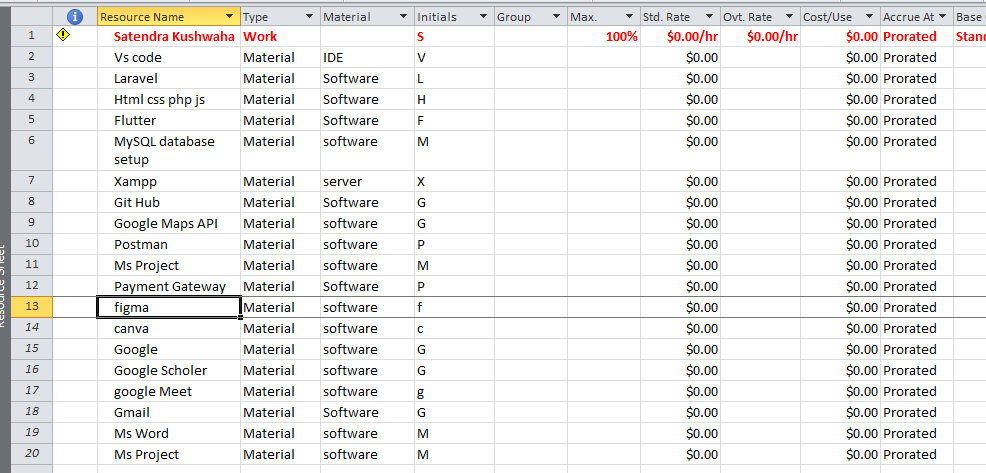 Resource Name Type Material Initials Group Max. Std. Rate Ovt. Rate Cost/Use Accrue At Base
1 Satendra Kushwaha Work S 100% $0.00/hr $0.00/hr $0.00 Prorated Stand
2 Vs code Material IDE V $0.00 $0.00 Prorated
3 Laravel Material Software L $0.00 $0.00 Prorated
4 Html css php js Material Software H $0.00 $0.00 Prorated
5 Flutter Material Software F $0.00 $0.00 Prorated
6 MySQL database Material software M $0.00 $0.00 Prorated
setup
7 Xampp Material server X $0.00 $0.00 Prorated
8 Git Hub Material Software G $0.00 $0.00 Prorated
9 Google Maps API Material software G $0.00 $0.00 Prorated
10 Postman Material software P $0.00 $0.00 Prorated
11 Ms Project Material software M $0.00 $0.00 Prorated
12 Payment Gateway Material Software P $0.00 $0.00 Prorated
13 figma Material software f $0.00 $0.00 Prorated
14 canva Material software c $0.00 $0.00 Prorated
15 Google Material software G $0.00 $0.00 Prorated
16 Google Scholer Material software G $0.00 $0.00 Prorated
17 google Meet Material software g $0.00 $0.00 Prorated
18 Gmail Material Software G $0.00 $0.00 Prorated
19 Ms Word Material software M $0.00 $0.00 Prorated
20 Ms Project Material software M $0.00 $0.00 Prorated
Resource Sheet